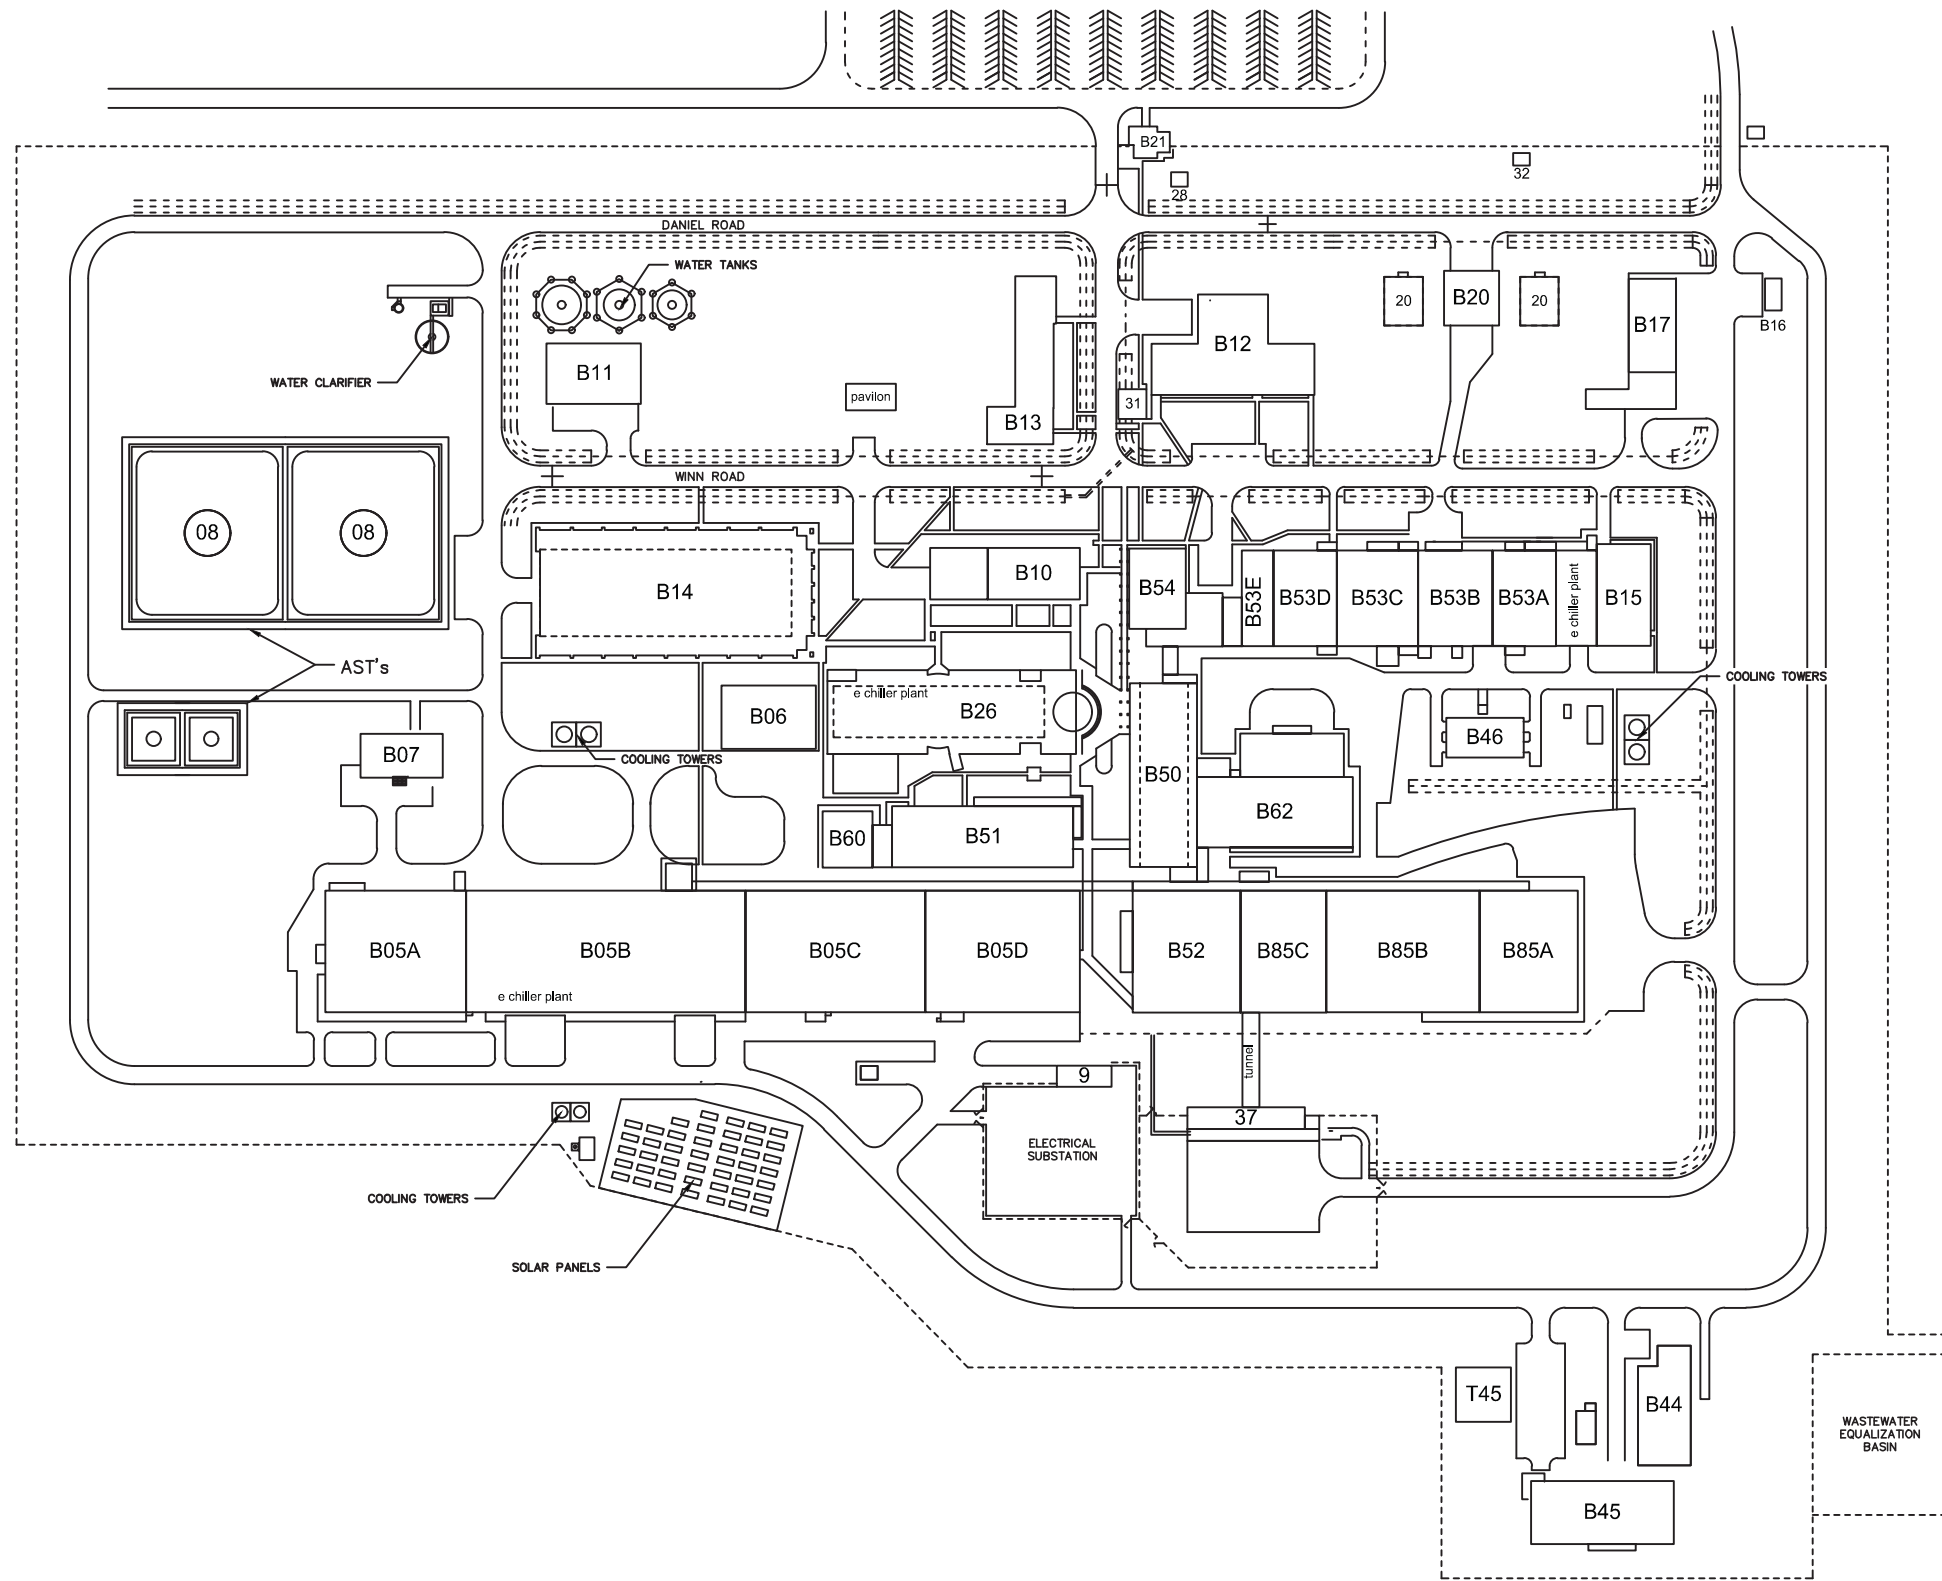 B21
32
28
DANIEL ROAD
WATER TANKS
20
B20
20
B17
B16
B12
B11
WATER CLARIFIER
pavilon
31
B13
WINN ROAD
08
08
B10
B14
B54
B53E
B53D
B53C
B53B
B53A
e chiller plant
B15
AST's
COOLING TOWERS
e chiller plant
B26
B06
B46
B07
COOLING TOWERS
B50
B62
B60
B51
B05A
B05B
B05C
B05D
B52
B85C
B85B
B85A
e chiller plant
tunnel
9
37
ELECTRICAL
SUBSTATION
COOLING TOWERS
SOLAR PANELS
T45
B44
WASTEWATER
EQUALIZATION
BASIN
B45